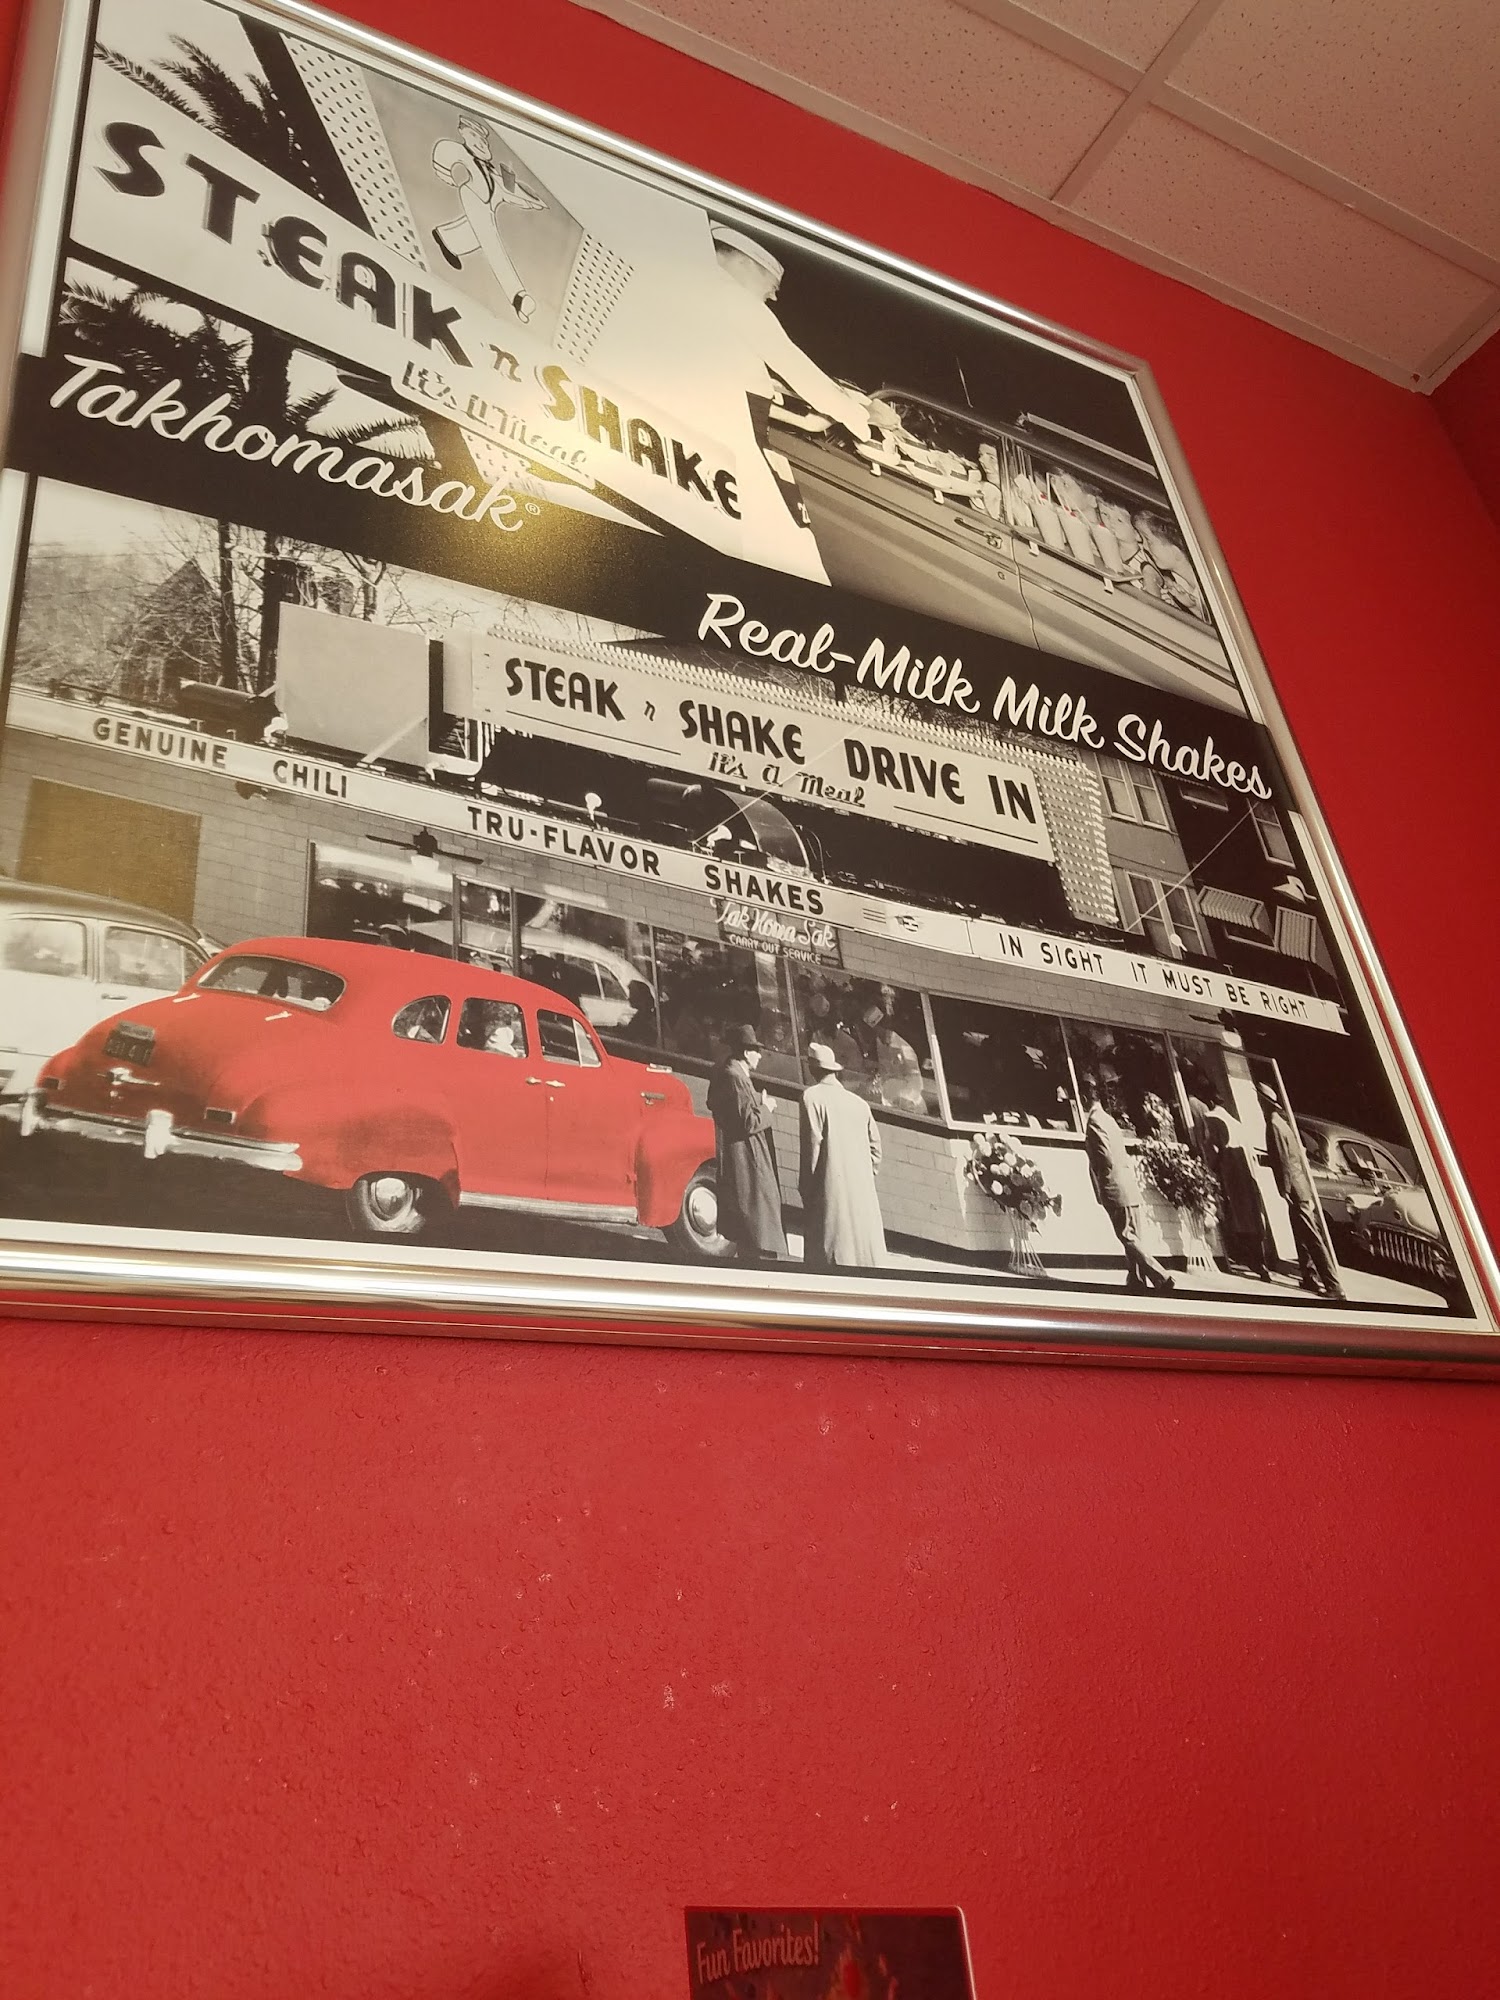 STEAK n SHAKE
It's a Meal
Takhomasak®
Real-Milk Milk Shakes
STEAK n SHAKE DRIVE IN
It's a Meal
GENUINE CHILI TRU-FLAVOR SHAKES IN SIGHT IT MUST BE RIGHT
Tak Homa Sak
CARRY OUT SERVICE
Fun Favorites!